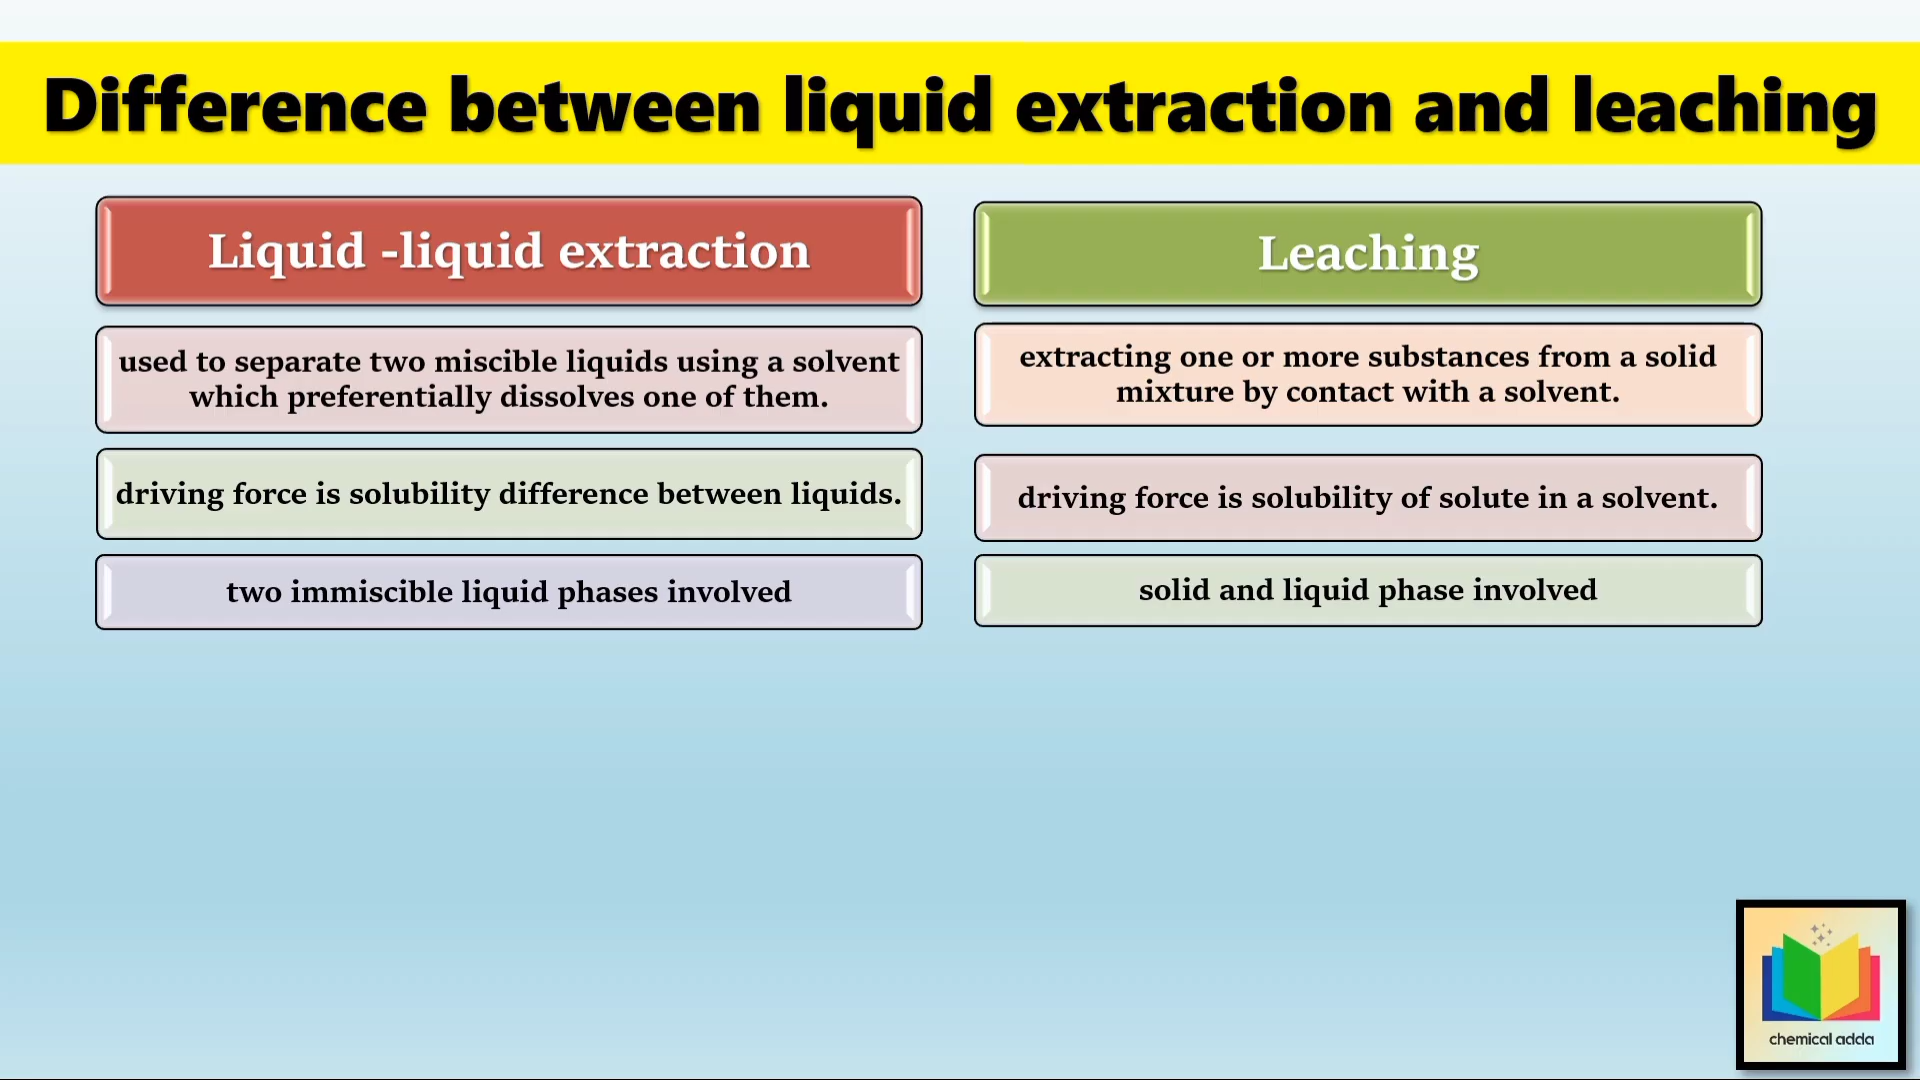 Difference between liquid extraction and leaching
Liquid -liquid extraction
used to separate two miscible liquids using a solvent
which preferentially dissolves one of them.
driving force is solubility difference between liquids.
two immiscible liquid phases involved
Leaching
extracting one or more substances from a solid
mixture by contact with a solvent.
driving force is solubility of solute in a solvent.
solid and liquid phase involved
chemical adda